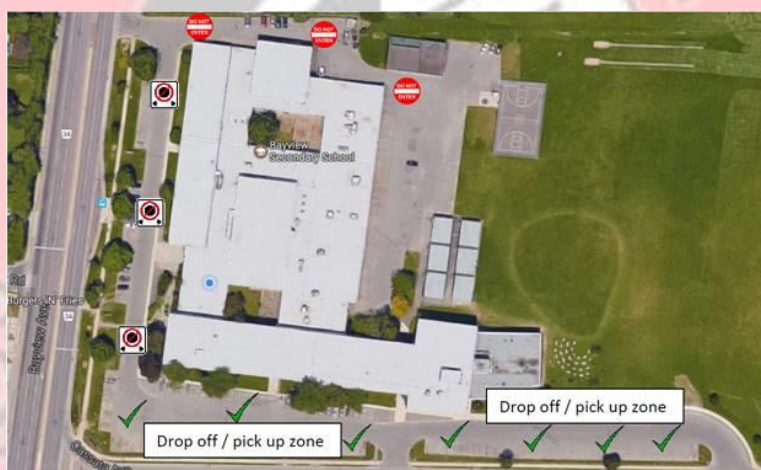 DO NOT
ENTER
DO NOT
ENTER
DO NOT
ENTER
34
Bayview
Secondary School
Rd
Burgers N' Fries
34
Bayview Ave
Drop off / pick up zone
Drop off / pick up zone